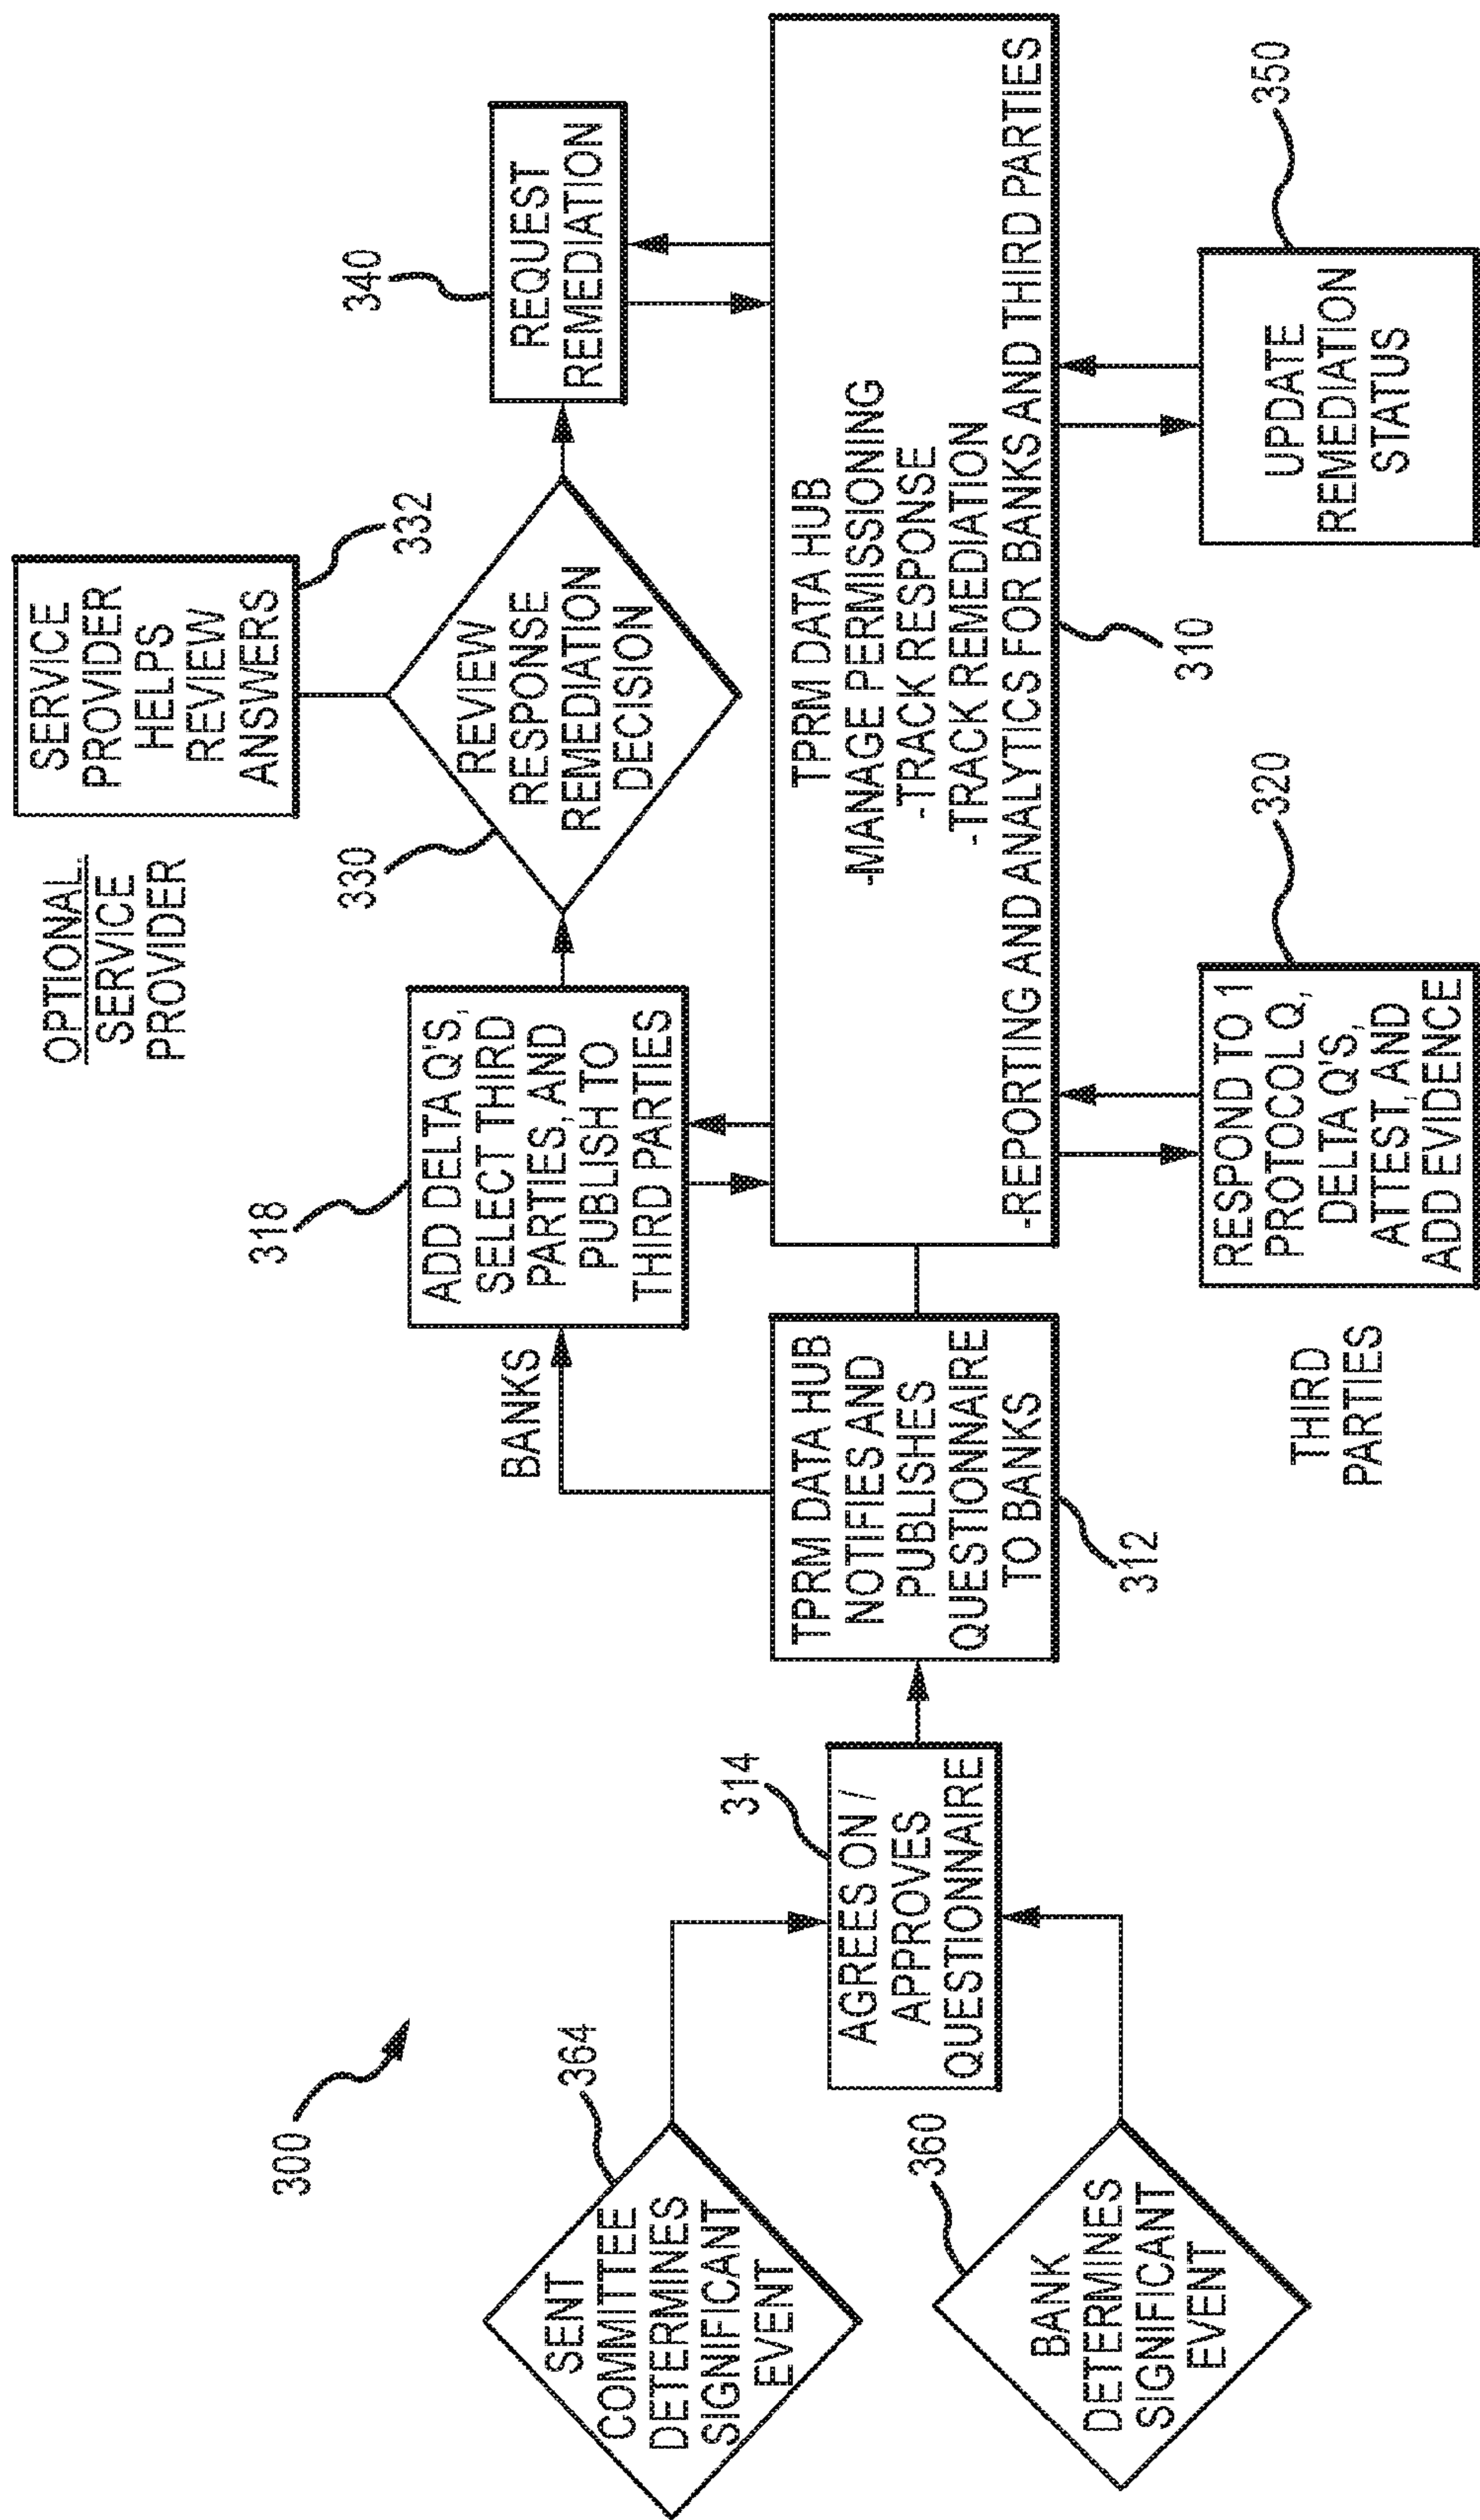 300
SENT
COMMITTEE
DETERMINES
SIGNIFICANT
EVENT
364
BANK
DETERMINES
SIGNIFICANT
EVENT
360
AGREES ON /
APPROVES
QUESTIONNAIRE
314
TPRM DATA HUB
NOTIFIES AND
PUBLISHES
QUESTIONNAIRE
TO BANKS
312
BANKS
ADD DELTA Q'S,
SELECT THIRD
PARTIES, AND
PUBLISH TO
THIRD PARTIES
318
OPTIONAL:
SERVICE
PROVIDER
SERVICE
PROVIDER
HELPS
REVIEW
ANSWERS
332
REVIEW
RESPONSE
REMEDIATION
DECISION
330
REQUEST
REMEDIATION
340
TPRM DATA HUB
-MANAGE PERMISSIONING
-TRACK RESPONSE
-TRACK REMEDIATION
-REPORTING AND ANALYTICS FOR BANKS AND THIRD PARTIES
310
THIRD
PARTIES
RESPOND TO 1
PROTOCOL Q,
DELTA Q'S,
ATTEST, AND
ADD EVIDENCE
320
UPDATE
REMEDIATION
STATUS
350